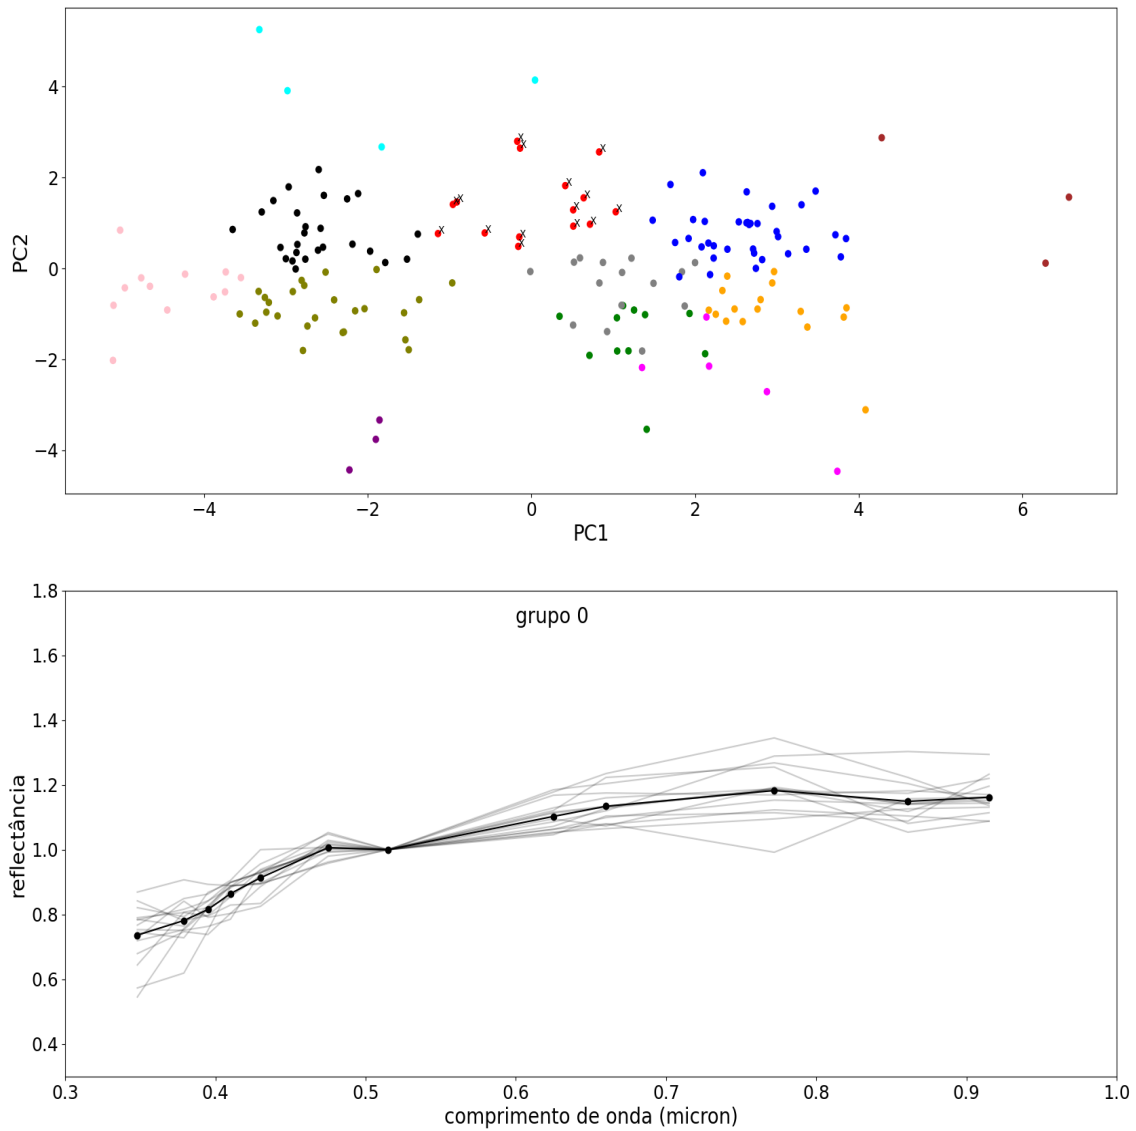 4
2
0
−2
−4
PC2
−4 −2 0 2 4 6
PC1
X X X X X X X X X X X X X X X X X
grupo 0
1.8
1.6
1.4
1.2
1.0
0.8
0.6
0.4
reflectância
0.3 0.4 0.5 0.6 0.7 0.8 0.9 1.0
comprimento de onda (micron)